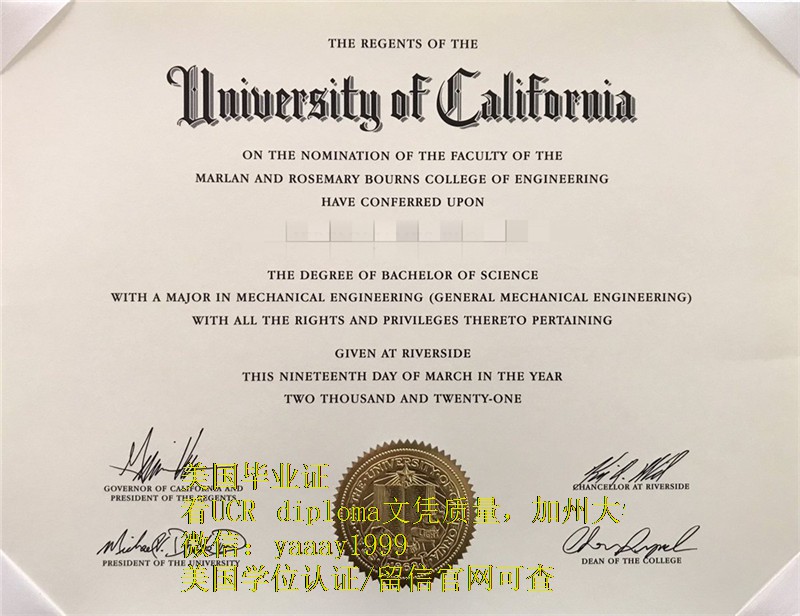 THE REGENTS OF THE
University of California
ON THE NOMINATION OF THE FACULTY OF THE
MARLAN AND ROSEMARY BOURNS COLLEGE OF ENGINEERING
HAVE CONFERRED UPON
THE DEGREE OF BACHELOR OF SCIENCE
WITH A MAJOR IN MECHANICAL ENGINEERING (GENERAL MECHANICAL ENGINEERING)
WITH ALL THE RIGHTS AND PRIVILEGES THERETO PERTAINING
GIVEN AT RIVERSIDE
THIS NINETEENTH DAY OF MARCH IN THE YEAR
TWO THOUSAND AND TWENTY-ONE
GOVERNOR OF CALIFORNIA AND
PRESIDENT OF THE REGENTS
CHANCELLOR AT RIVERSIDE
PRESIDENT OF THE UNIVERSITY
DEAN OF THE COLLEGE
THE UNIVERSITY OF
美国毕业证
看UCR diploma文凭质量，加州大
微信：yaaay1999
美国学位认证/留信官网可查